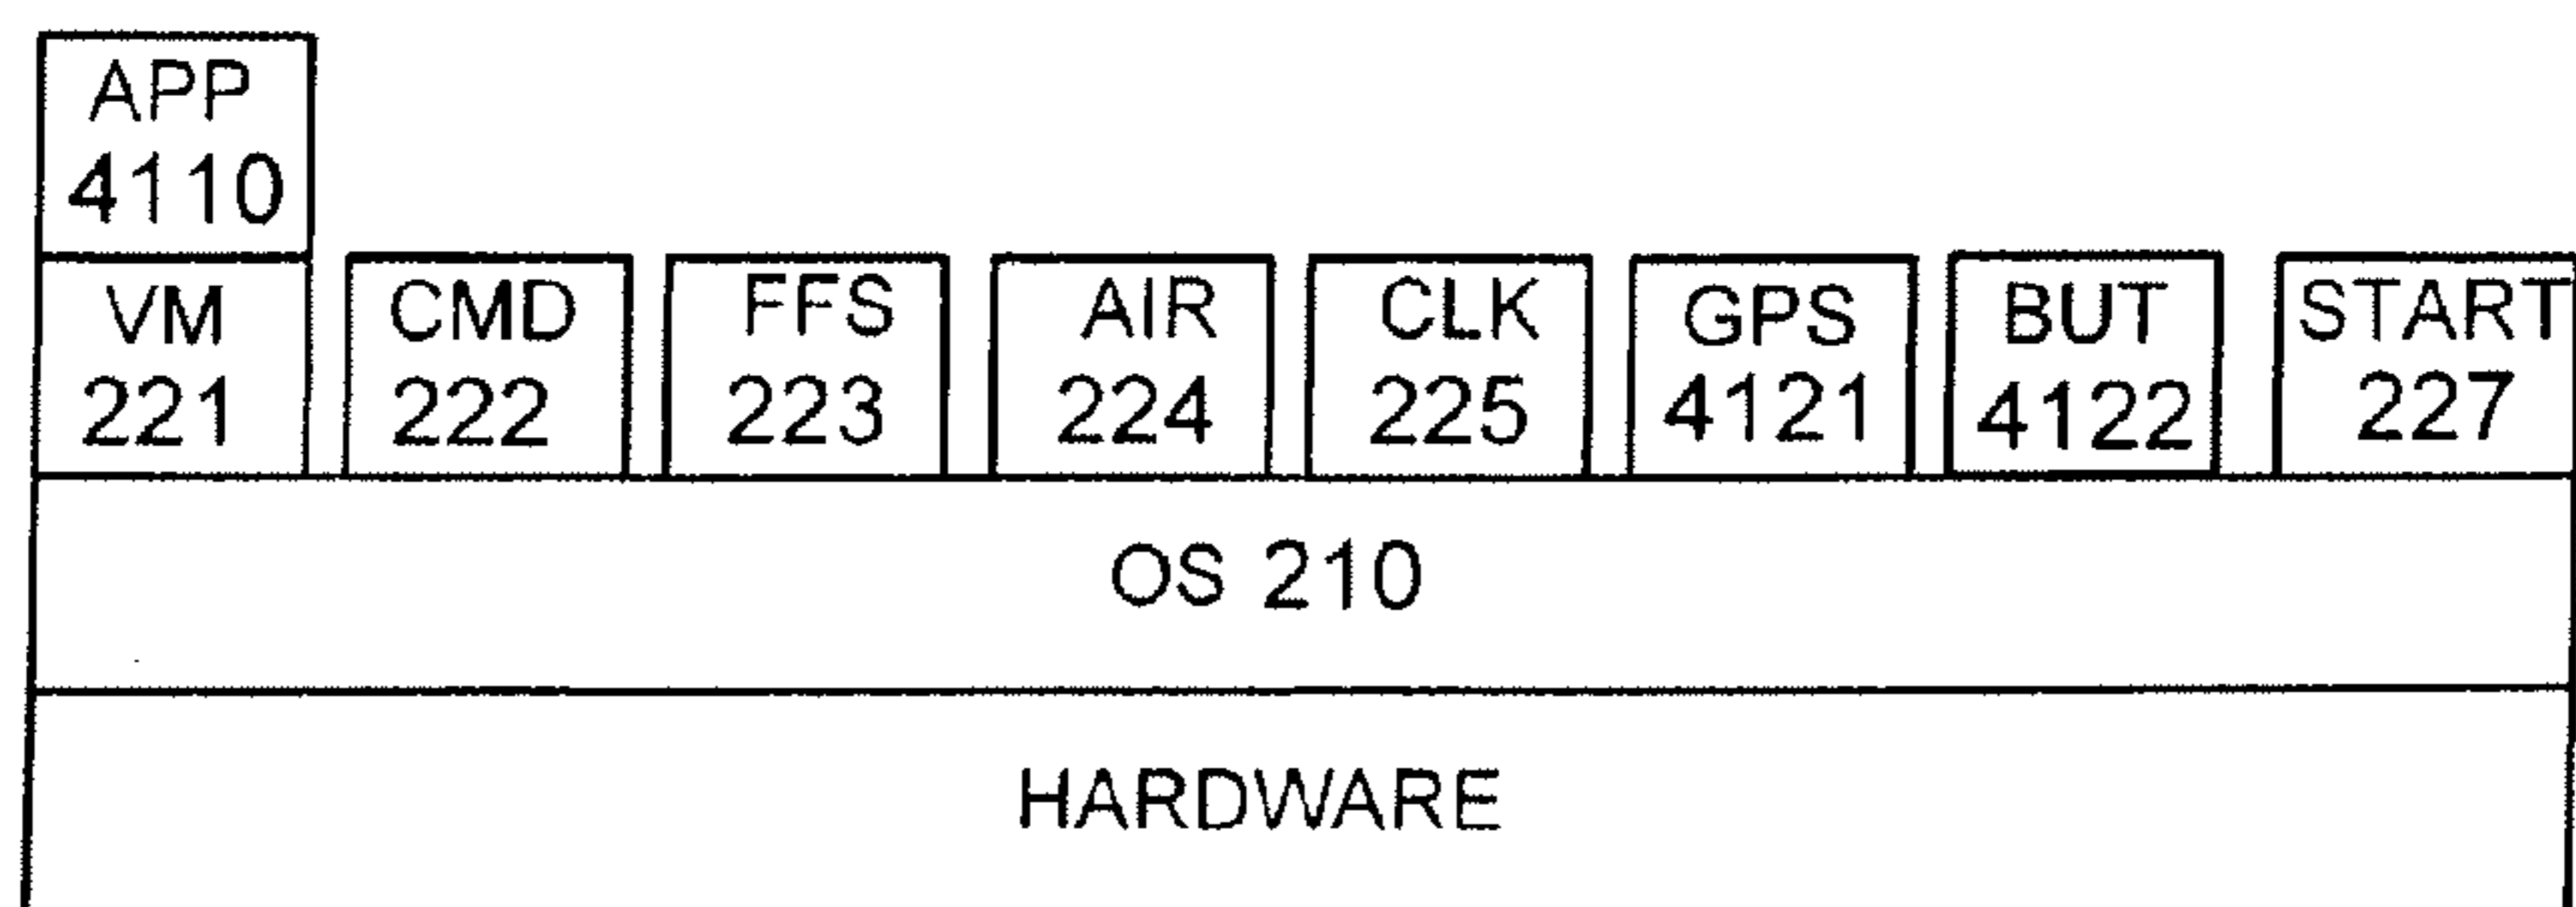 APP
4110
VM
221
CMD
222
FFS
223
AIR
224
CLK
225
GPS
4121
BUT
4122
START
227
OS 210
HARDWARE